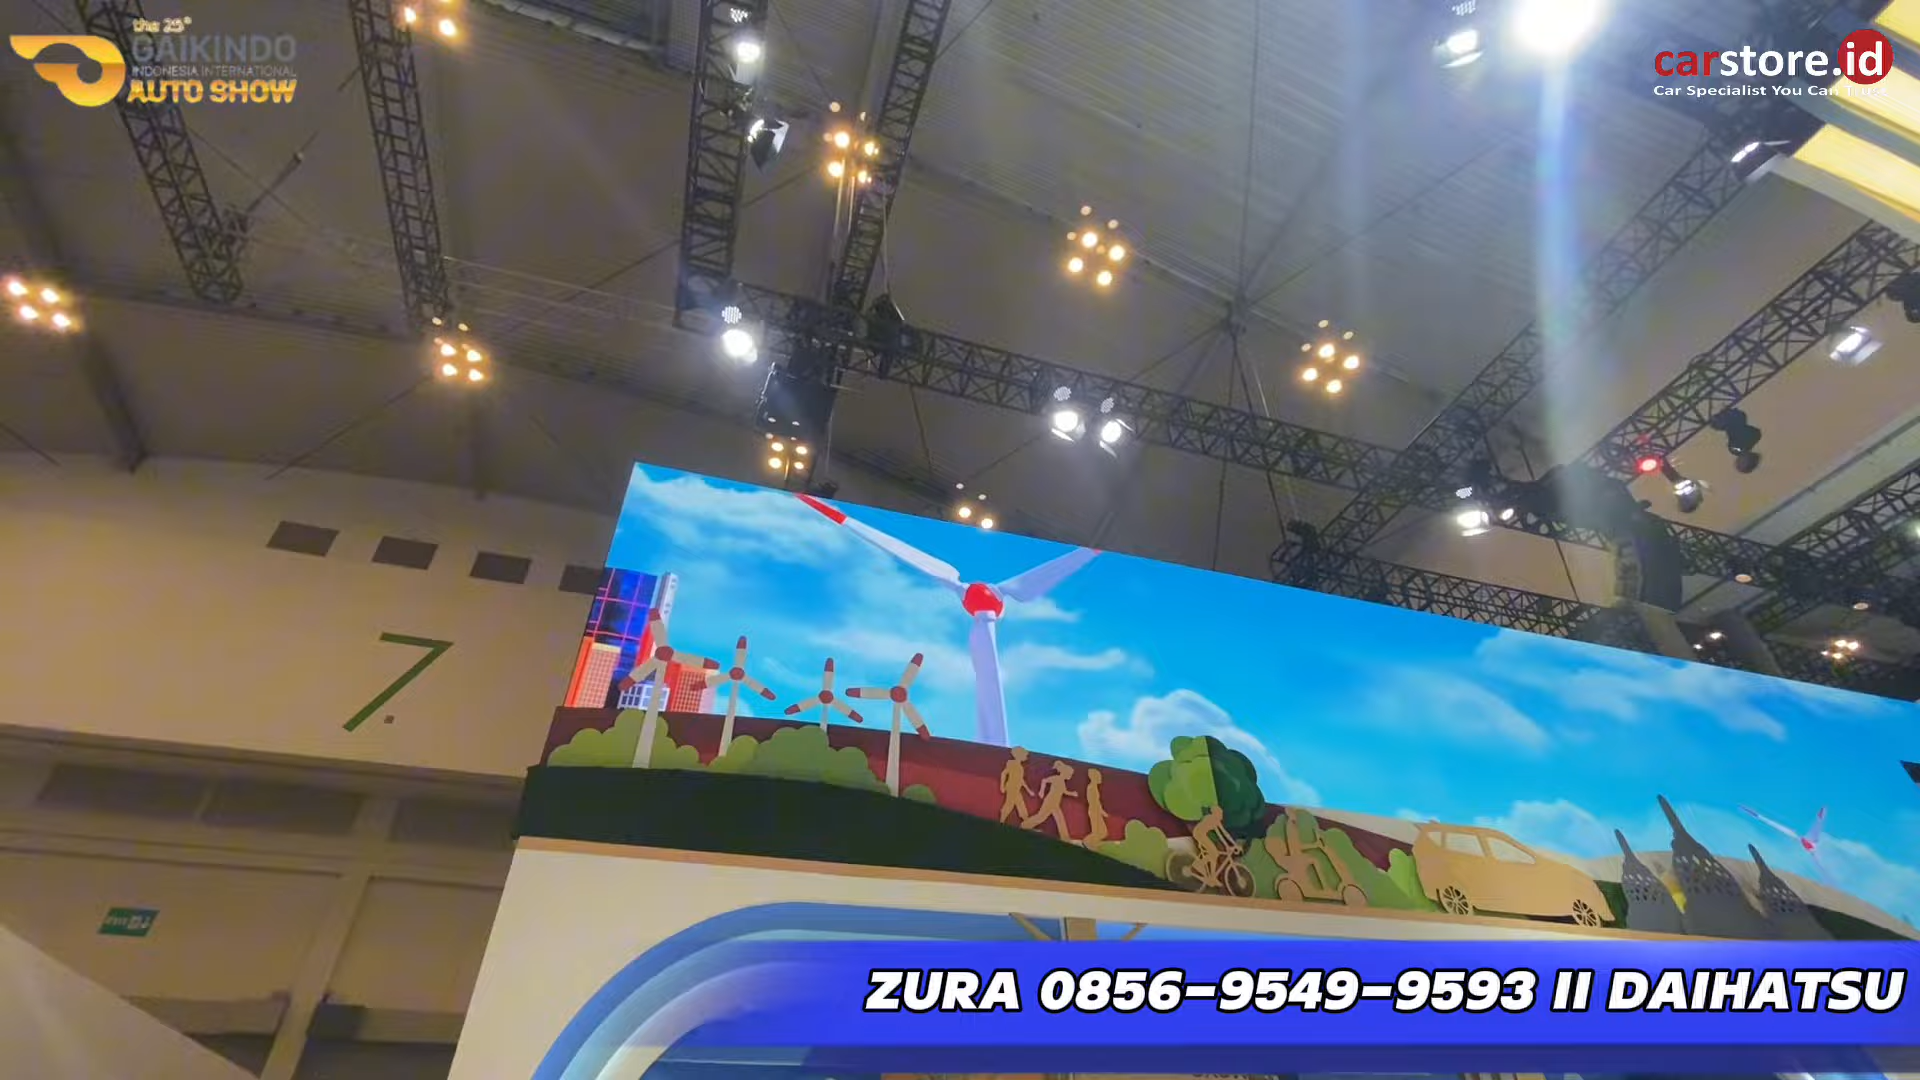 the 25°
GAIKINDO
INDONESIA INTERNATIONAL
AUTO SHOW
carstore.id
Car Specialist You Can Trust
7.
ZURA 0856-9549-9593 II DAIHATSU